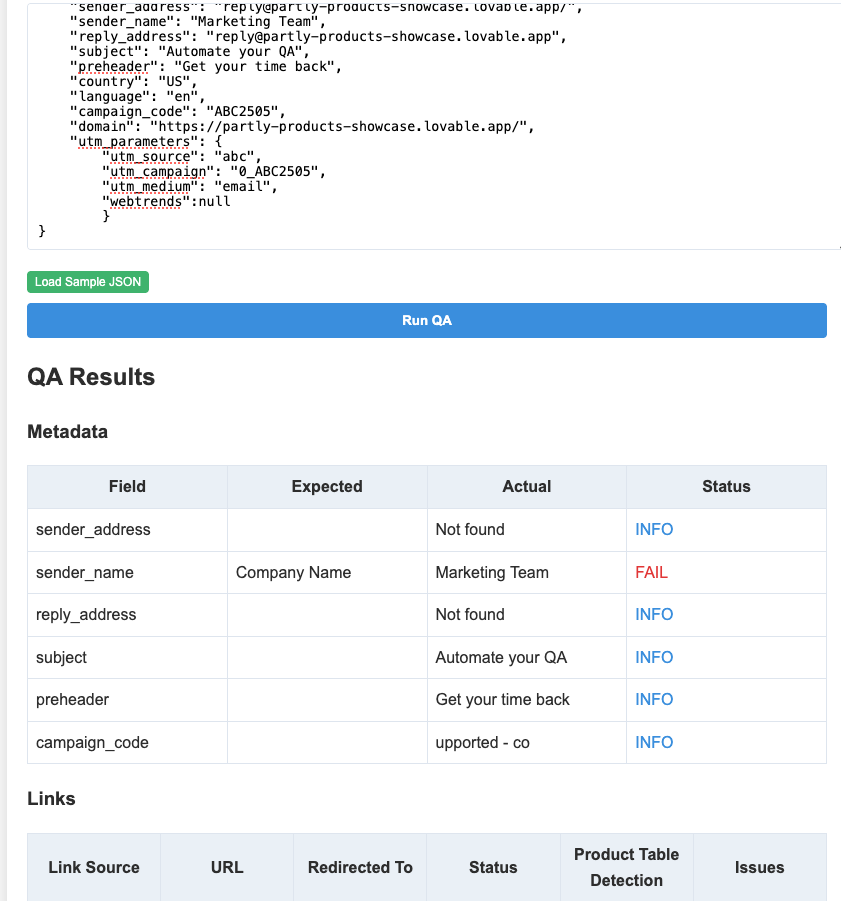 "sender_address": "reply@partly-products-showcase.lovable.app/",
"sender_name": "Marketing Team",
"reply_address": "reply@partly-products-showcase.lovable.app",
"subject": "Automate your QA",
"preheader": "Get your time back",
"country": "US",
"language": "en",
"campaign_code": "ABC2505",
"domain": "https://partly-products-showcase.lovable.app/",
"utm_parameters": {
"utm_source": "abc",
"utm_campaign": "0_ABC2505",
"utm_medium": "email",
"webtrends":null
}
}
Load Sample JSON
Run QA
QA Results
Metadata
Field Expected Actual Status
sender_address Not found INFO
sender_name Company Name Marketing Team FAIL
reply_address Not found INFO
subject Automate your QA INFO
preheader Get your time back INFO
campaign_code upported - co INFO
Links
Link Source URL Redirected To Status Product Table Detection Issues